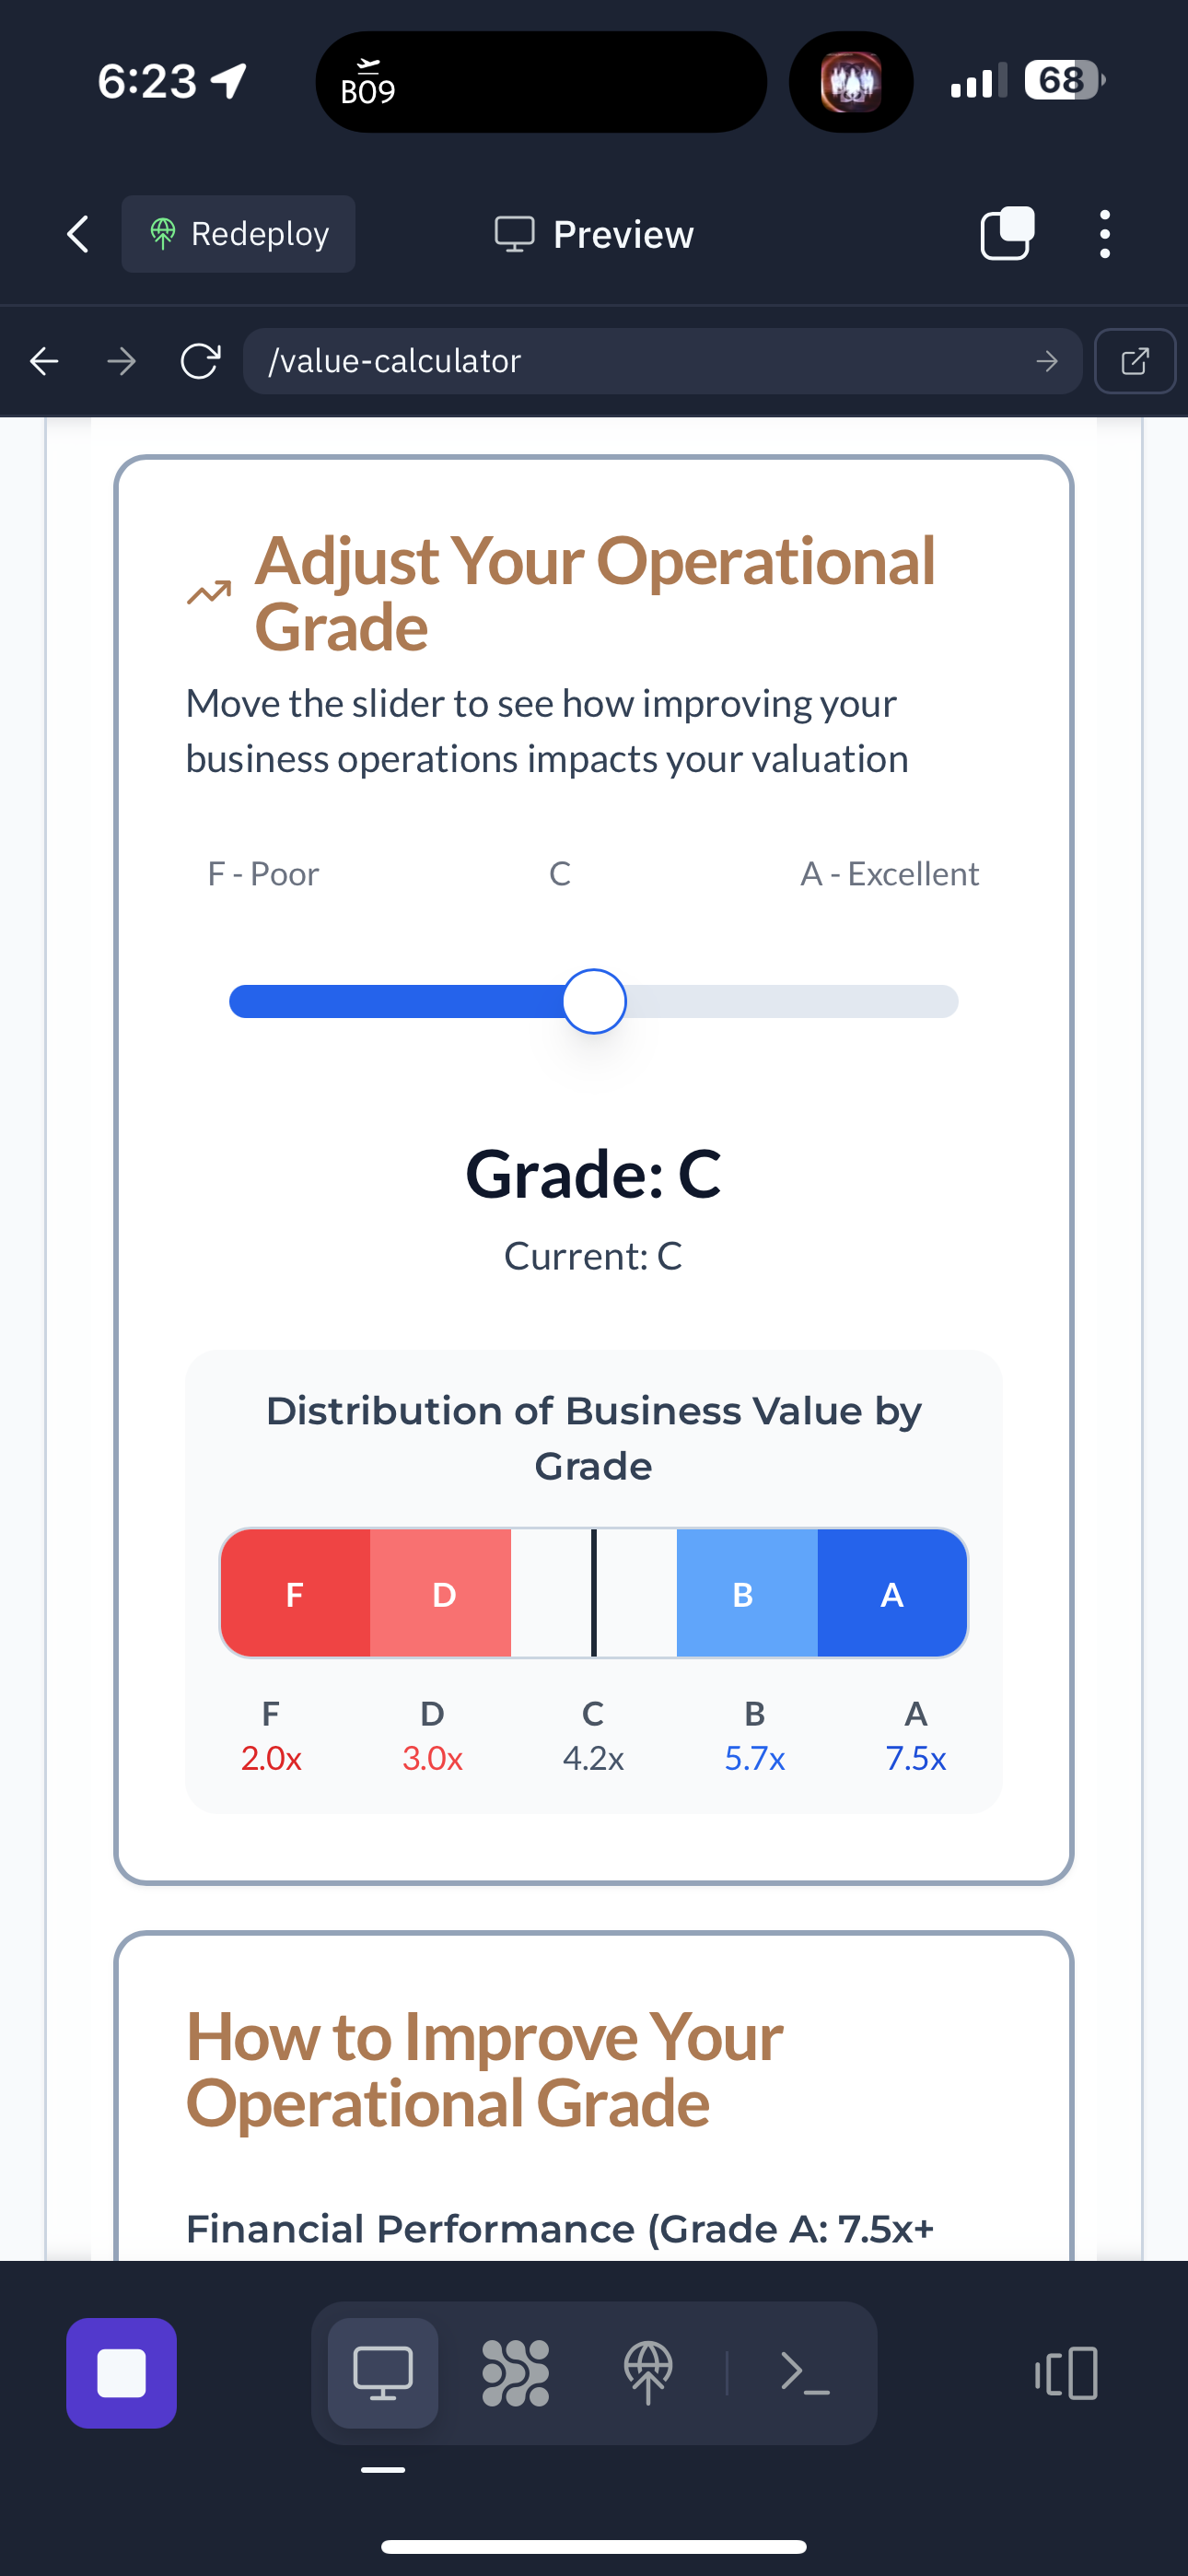 6:23
B09
68
Redeploy
Preview
/value-calculator
Adjust Your Operational
Grade
Move the slider to see how improving your
business operations impacts your valuation
F - Poor C A - Excellent
Grade: C
Current: C
Distribution of Business Value by
Grade
F D B A
F D C B A
2.0x 3.0x 4.2x 5.7x 7.5x
How to Improve Your
Operational Grade
Financial Performance (Grade A: 7.5x+